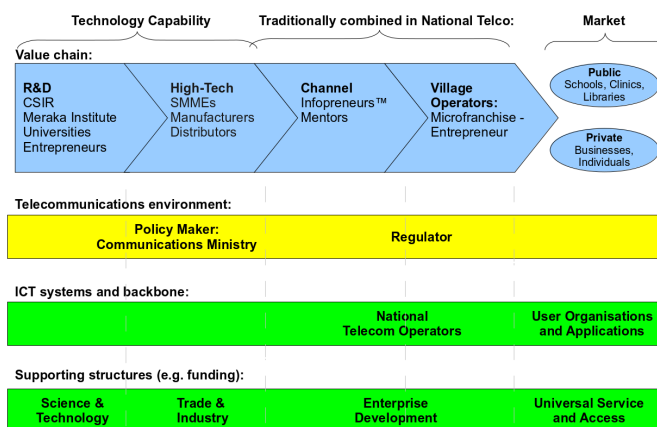 Technology Capability
Traditionally combined in National Telco:
Market
Value chain:
R&D
CSIR
Meraka Institute
Universities
Entrepreneurs
High-Tech
SMMEs
Manufacturers
Distributors
Channel
Infopreneurs™
Mentors
Village
Operators:
Microfranchise -
Entrepreneur
Public
Schools, Clinics,
Libraries
Private
Businesses,
Individuals
Telecommunications environment:
Policy Maker:
Communications Ministry
Regulator
ICT systems and backbone:
National
Telecom Operators
User Organisations
and Applications
Supporting structures (e.g. funding):
Science &
Technology
Trade &
Industry
Enterprise
Development
Universal Service
and Access